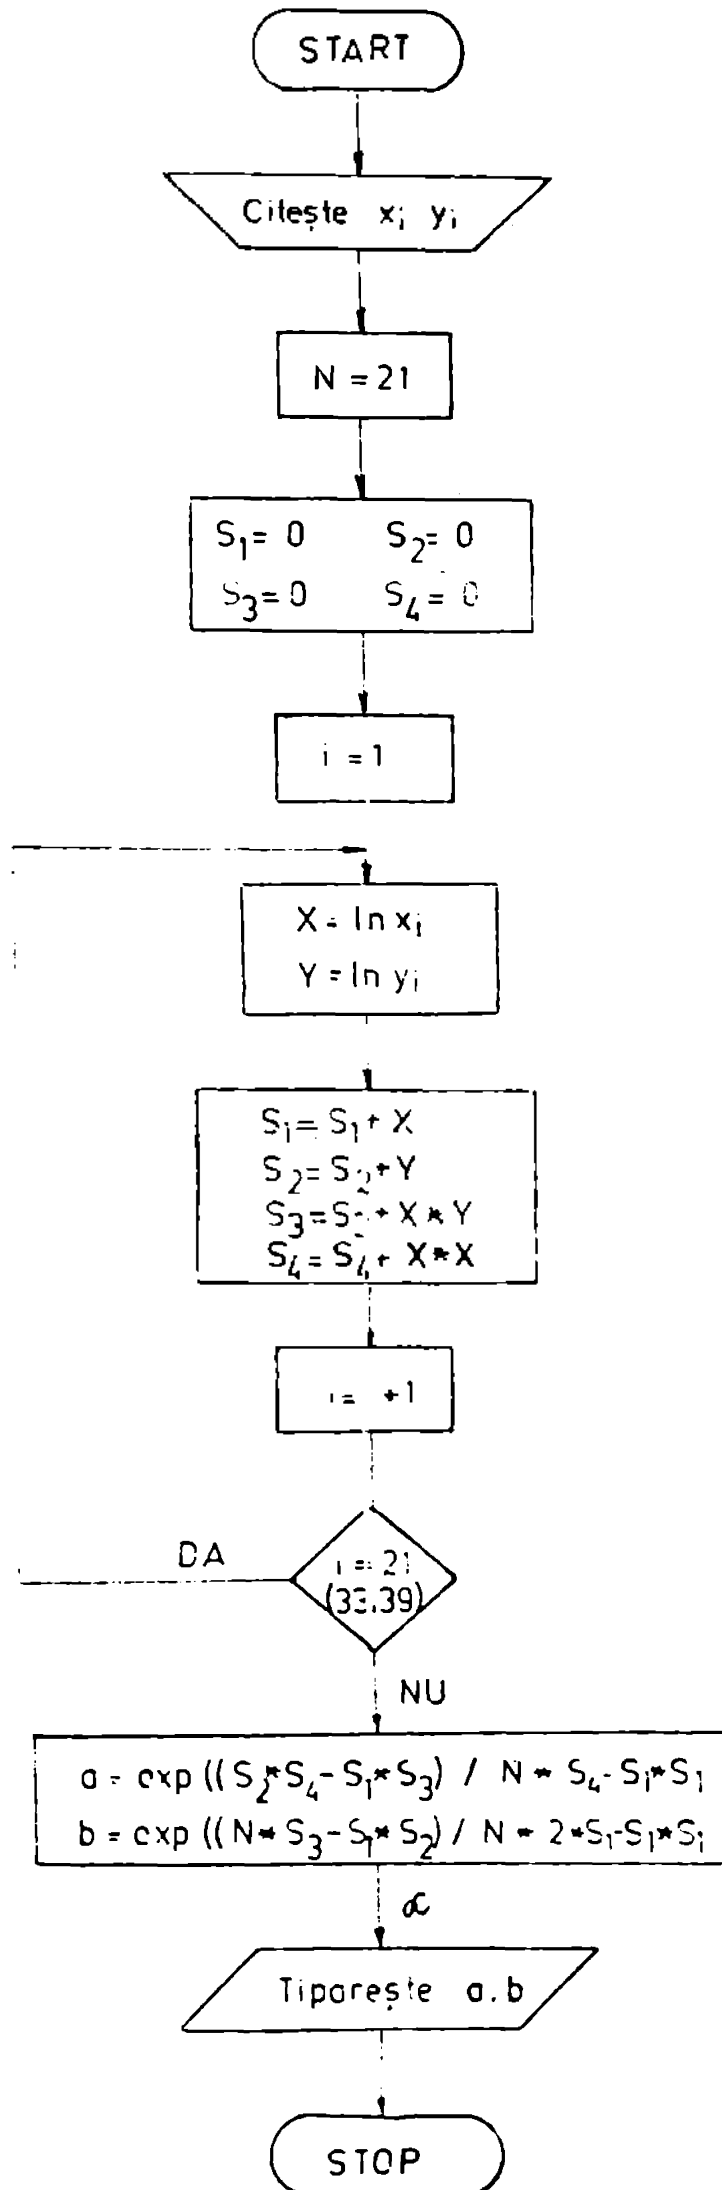 START
Citește xi yi
N = 21
S1 = 0 S2 = 0
S3 = 0 S4 = 0
i = 1
X = ln xi
Y = ln yi
S1 = S1 + X
S2 = S2 + Y
S3 = S + X * Y
S4 = S4 + X * X
i = +1
DA
i = 21
(33.39)
NU
a = exp ((S2*S4-S1*S3) / N * S4-S1*S1
b = exp ((N*S3-S1*S2) / N * 2*S1-S1*S1
α
Tipărește a.b
STOP